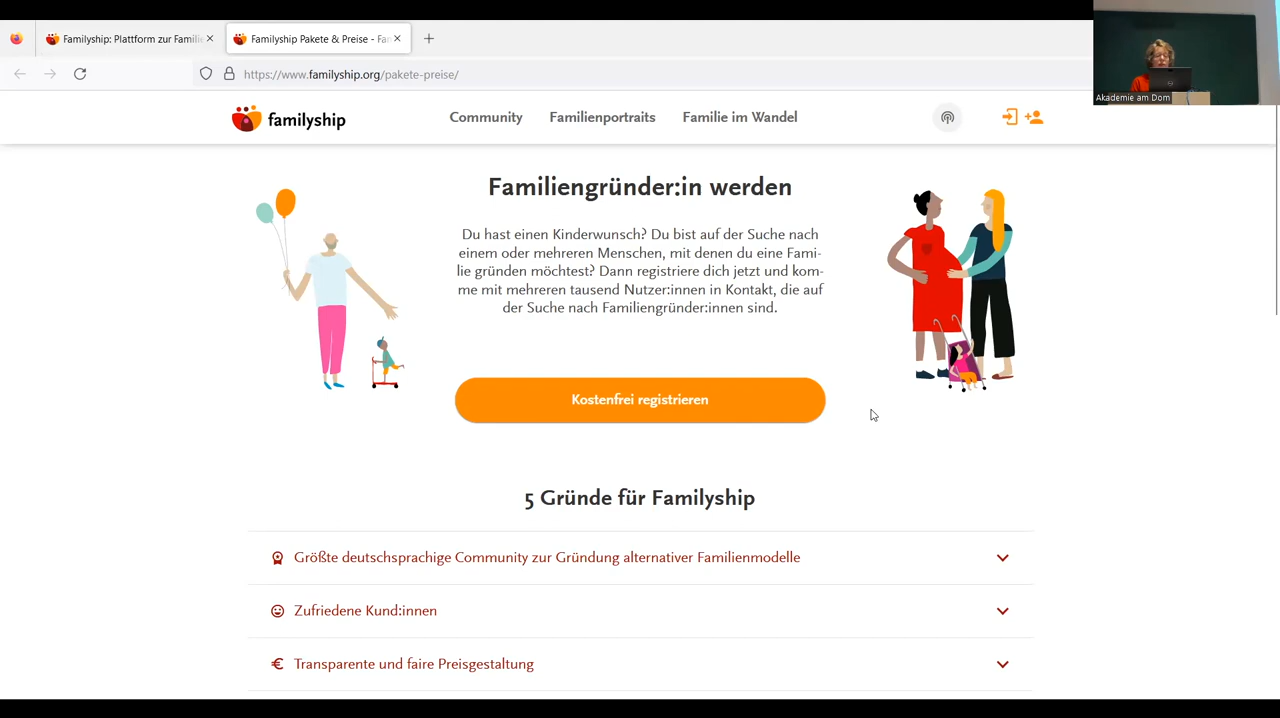 Familyship: Plattform zur Familie
Familyship Pakete & Preise - Fan
https://www.familyship.org/pakete-preise/
Akademie am Dom
familyship
Community
Familienportraits
Familie im Wandel
Familiengründer:in werden
Du hast einen Kinderwunsch? Du bist auf der Suche nach
einem oder mehreren Menschen, mit denen du eine Fami-
lie gründen möchtest? Dann registriere dich jetzt und kom-
me mit mehreren tausend Nutzer:innen in Kontakt, die auf
der Suche nach Familiengründer:innen sind.
Kostenfrei registrieren
5 Gründe für Familyship
Größte deutschsprachige Community zur Gründung alternativer Familienmodelle
Zufriedene Kund:innen
€ Transparente und faire Preisgestaltung